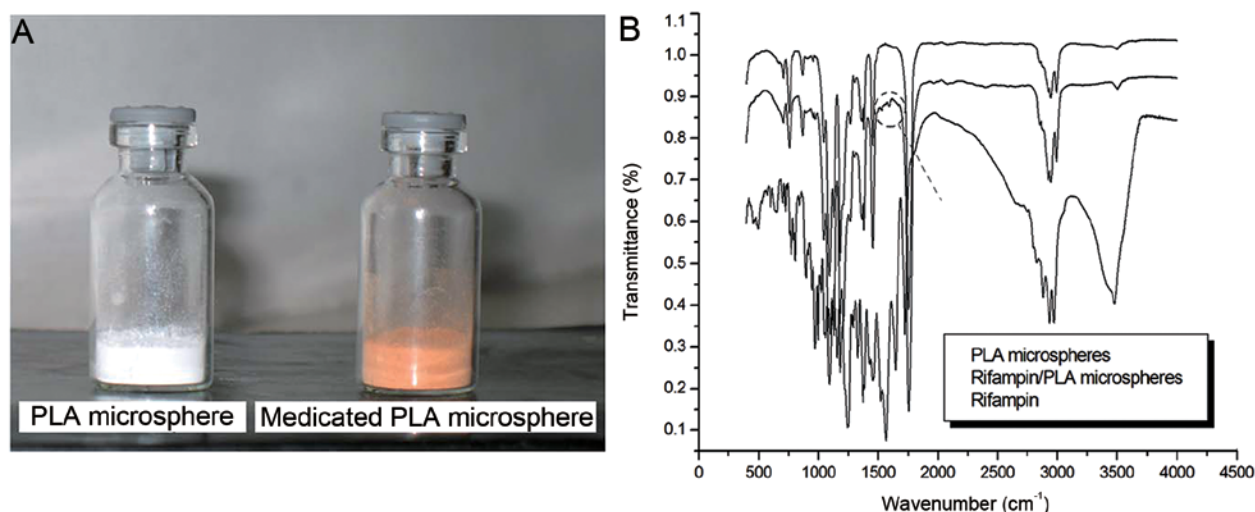 A
PLA microsphere
Medicated PLA microsphere
B
1.1
1.0
0.9
0.8
0.7
0.6
0.5
0.4
0.3
0.2
0.1
Transmittance (%)
PLA microspheres
Rifampin/PLA microspheres
Rifampin
0 500 1000 1500 2000 2500 3000 3500 4000 4500
Wavenumber (cm⁻¹)